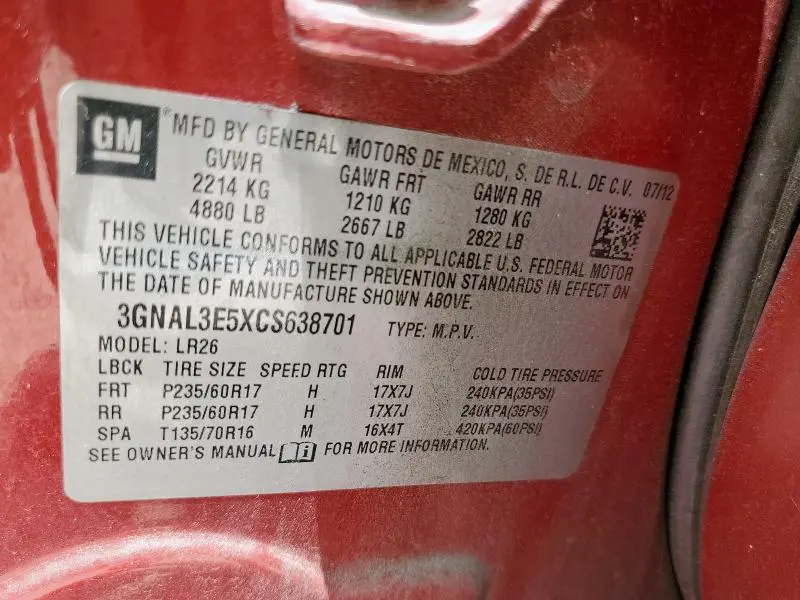 GM ® MFD BY GENERAL MOTORS DE MEXICO, S. DE R.L. DE C.V. 07/12
GVWR GAWR FRT GAWR RR
2214 KG 1210 KG 1280 KG
4880 LB 2667 LB 2822 LB
THIS VEHICLE CONFORMS TO ALL APPLICABLE U.S. FEDERAL MOTOR
VEHICLE SAFETY AND THEFT PREVENTION STANDARDS IN EFFECT ON
THE DATE OF MANUFACTURE SHOWN ABOVE.
3GNAL3E5XCS638701 TYPE: M.P.V.
MODEL: LR26
LBCK TIRE SIZE SPEED RTG RIM COLD TIRE PRESSURE
FRT P235/60R17 H 17X7J 240KPA(35PSI)
RR P235/60R17 H 17X7J 240KPA(35PSI)
SPA T135/70R16 M 16X4T 420KPA(60PSI)
SEE OWNER'S MANUAL i FOR MORE INFORMATION.